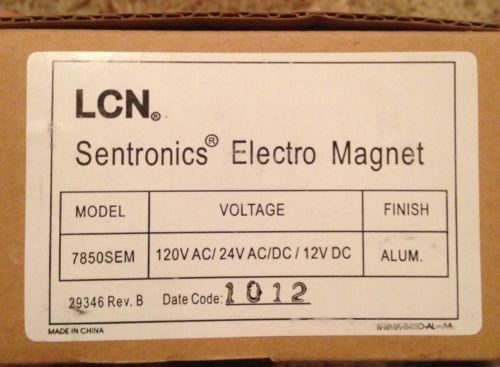 LCN®
Sentronics® Electro Magnet
MODEL VOLTAGE FINISH
7850SEM 120V AC/ 24V AC/DC / 12V DC ALUM.
29346 Rev. B Date Code: 1012
MADE IN CHINA